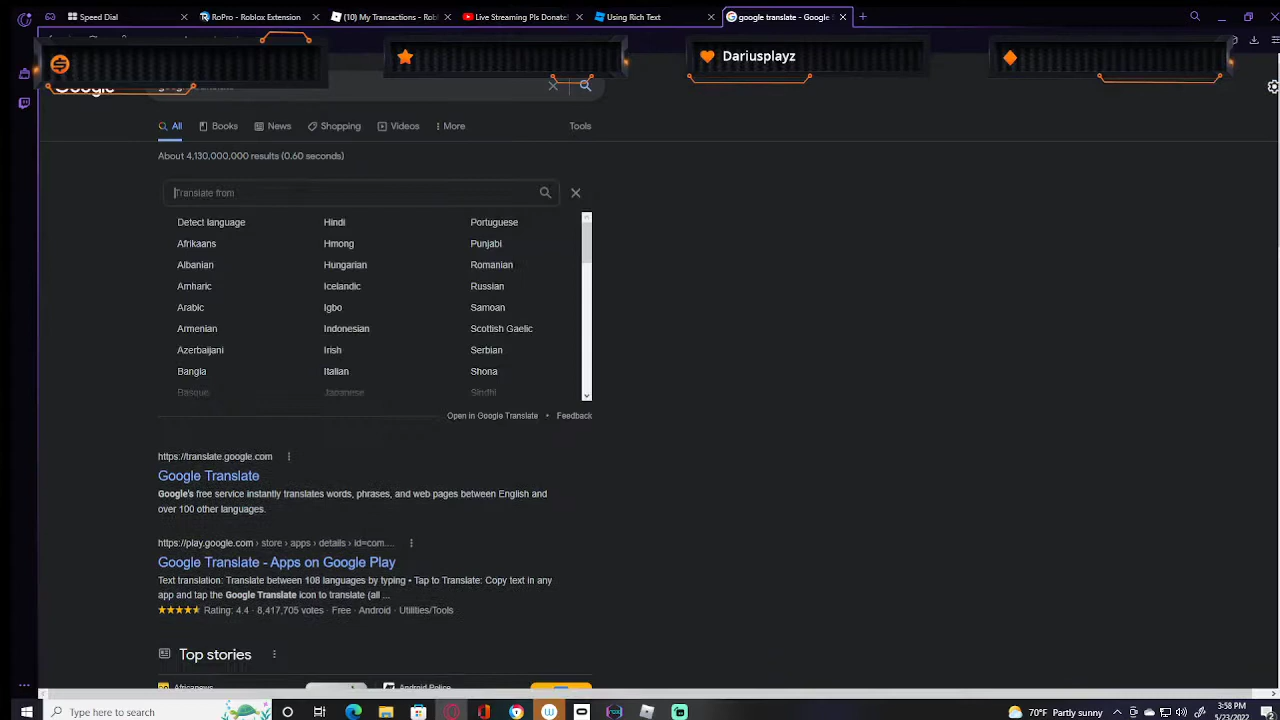 Speed Dial
RoPro - Roblox Extension
(10) My Transactions - Robl
Live Streaming Pls Donate!
Using Rich Text
google translate - Google
Dariusplayz
Google
All
Books
News
Shopping
Videos
More
Tools
About 4,130,000,000 results (0.60 seconds)
Translate from
Detect language Hindi Portuguese
Afrikaans Hmong Punjabi
Albanian Hungarian Romanian
Amharic Icelandic Russian
Arabic Igbo Samoan
Armenian Indonesian Scottish Gaelic
Azerbaijani Irish Serbian
Bangla Italian Shona
Basque Japanese Sindhi
Open in Google Translate • Feedback
https://translate.google.com
Google Translate
Google's free service instantly translates words, phrases, and web pages between English and
over 100 other languages.
https://play.google.com › store › apps › details › id=com....
Google Translate - Apps on Google Play
Text translation: Translate between 108 languages by typing • Tap to Translate: Copy text in any
app and tap the Google Translate icon to translate (all ...
Rating: 4.4 · 8,417,705 votes · Free · Android · Utilities/Tools
Top stories
Africanews
Android Police
Type here to search
70°F Partly sunny
3:58 PM
5/23/2022